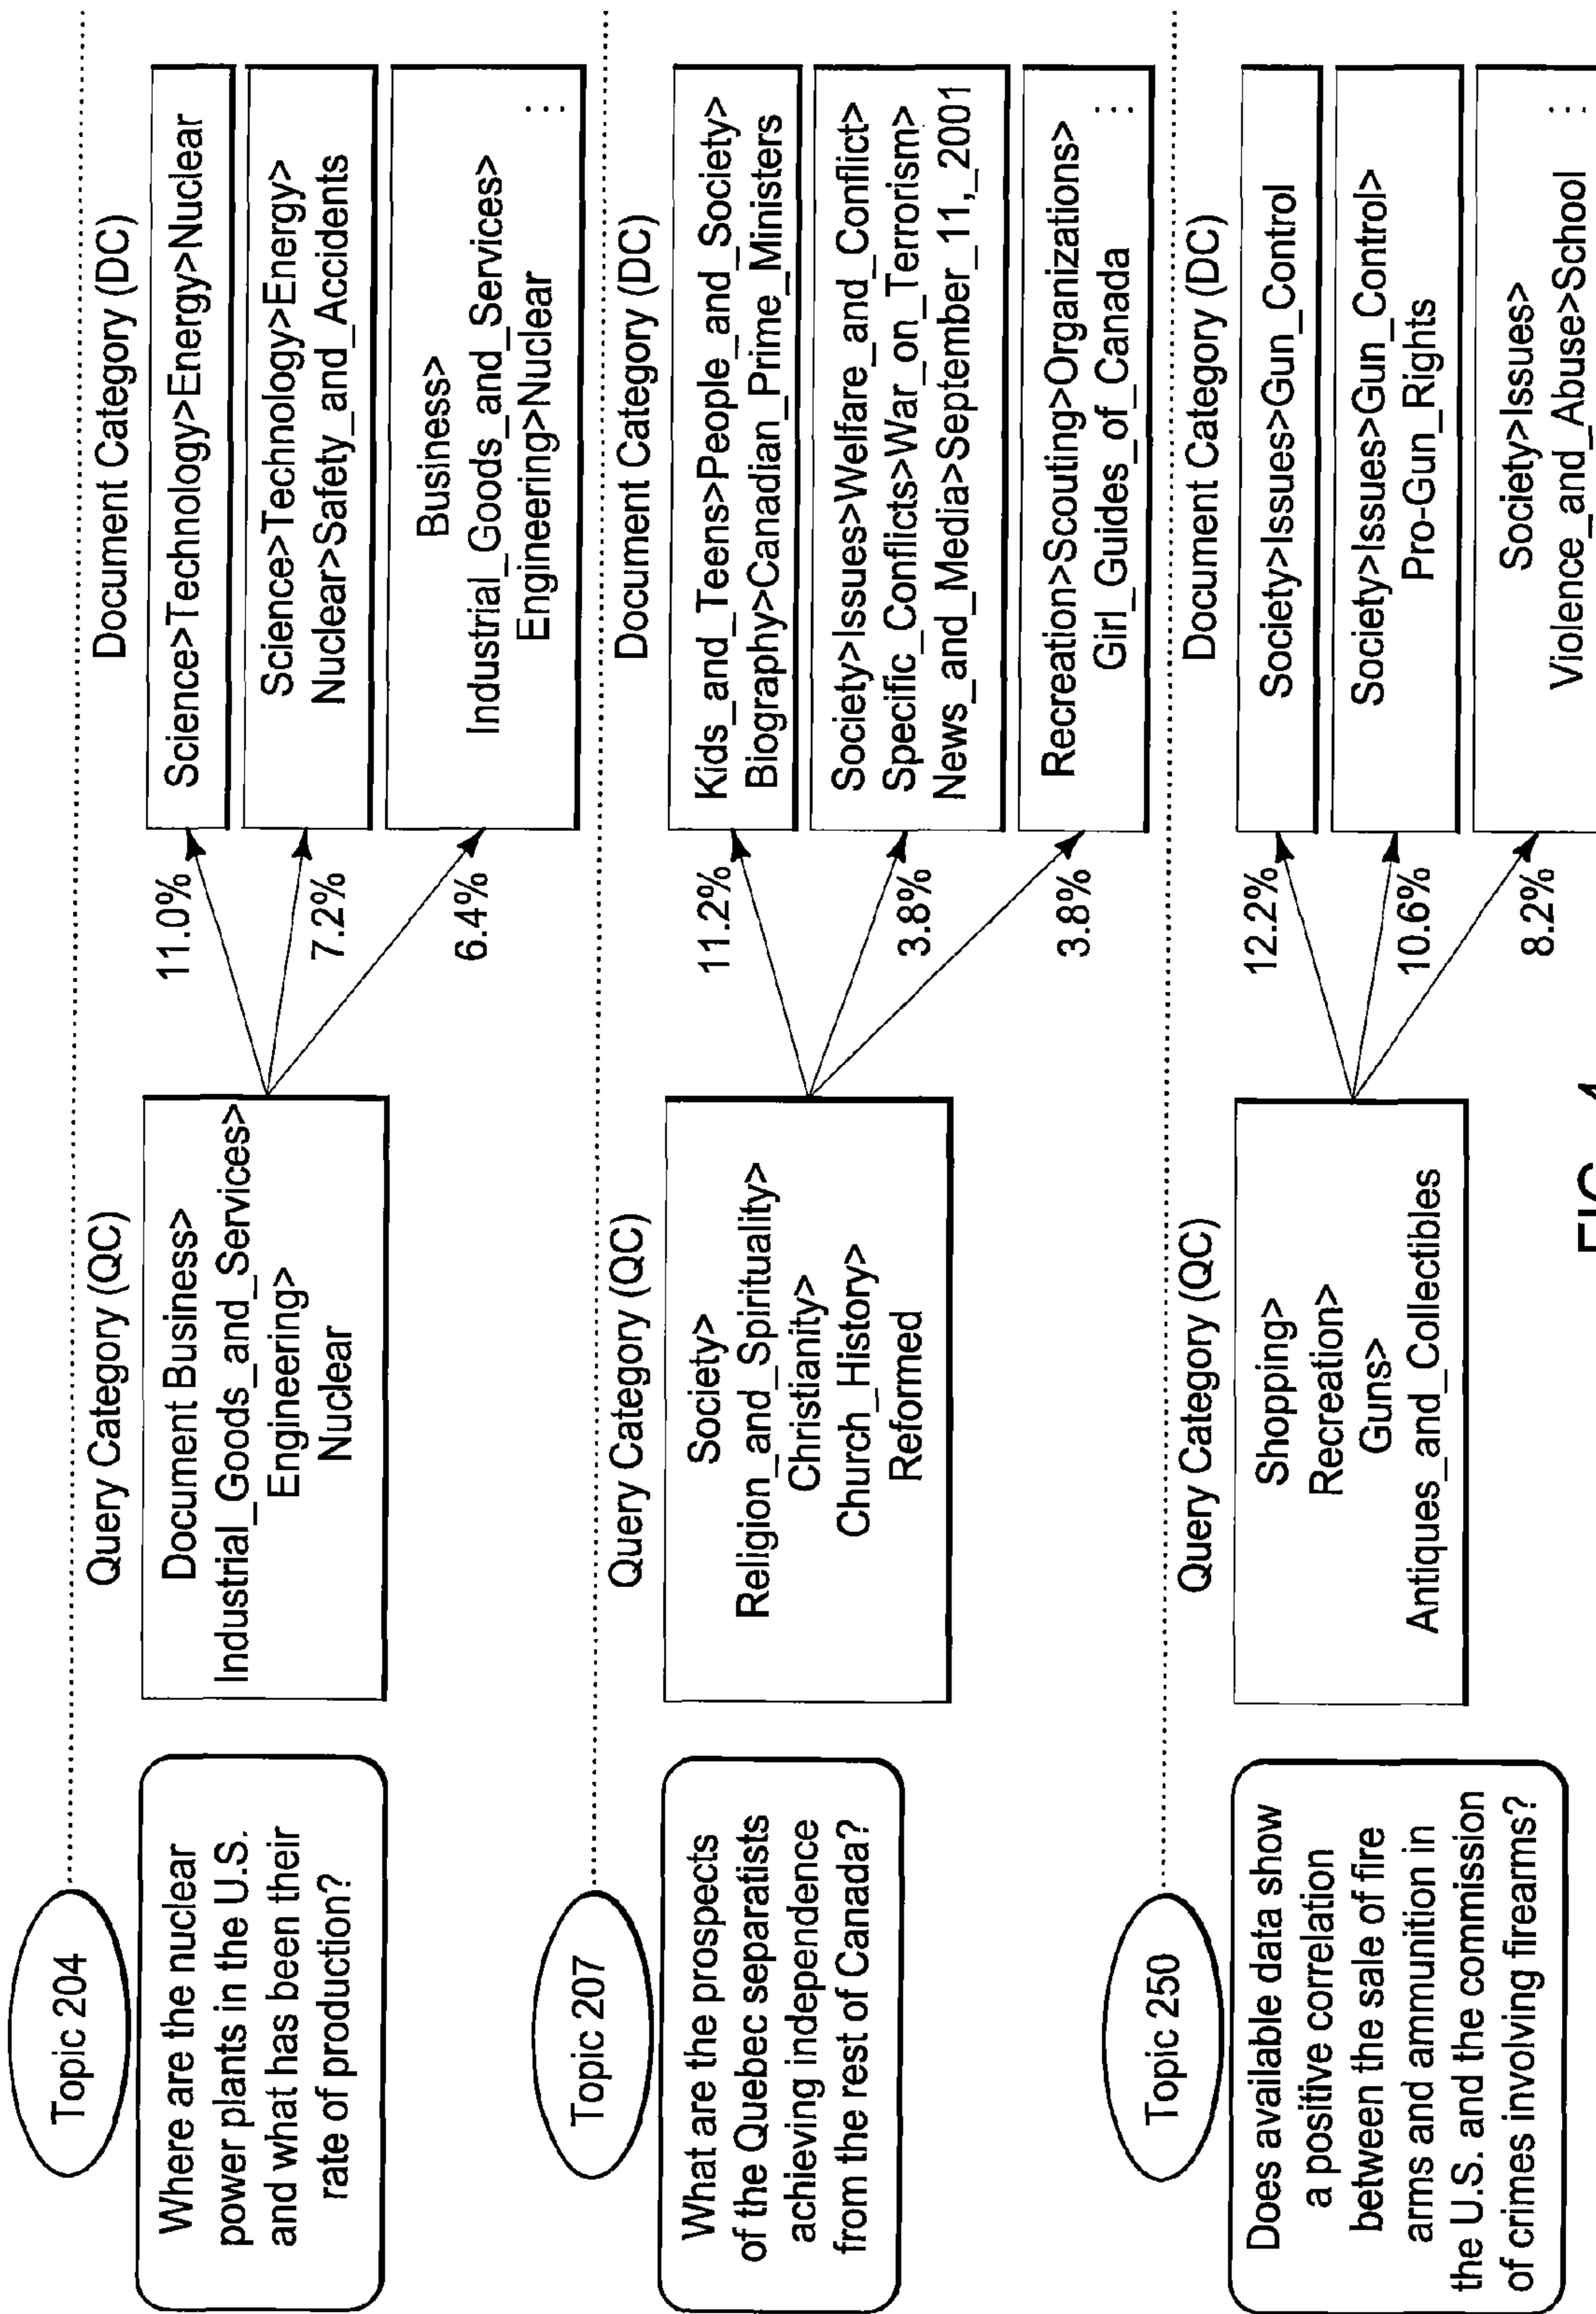 Topic 204
Where are the nuclear
power plants in the U.S.
and what has been their
rate of production?
Query Category (QC)
Document Business>
Industrial_Goods_and_Services>
Engineering>
Nuclear
11.0%
7.2%
6.4%
Document Category (DC)
Science>Technology>Energy>Nuclear
Science>Technology>Energy>
Nuclear>Safety_and_Accidents
Business>
Industrial_Goods_and_Services>
Engineering>Nuclear
Topic 207
What are the prospects
of the Quebec separatists
achieving independence
from the rest of Canada?
Query Category (QC)
Society>
Religion_and_Spirituality>
Christianity>
Church_History>
Reformed
11.2%
3.8%
3.8%
Document Category (DC)
Kids_and_Teens>People_and_Society>
Biography>Canadian_Prime_Ministers
Society>Issues>Welfare_and_Conflict>
Specific_Conflicts>War_on_Terrorism>
News_and_Media>September_11,_2001
Recreation>Scouting>Organizations>
Girl_Guides_of_Canada
Topic 250
Does available data show
a positive correlation
between the sale of fire
arms and ammunition in
the U.S. and the commission
of crimes involving firearms?
Query Category (QC)
Shopping>
Recreation>
Guns>
Antiques_and_Collectibles
12.2%
10.6%
8.2%
Document Category (DC)
Society>Issues>Gun_Control
Society>Issues>Gun_Control>
Pro-Gun_Rights
Society>Issues>
Violence_and_Abuse>School